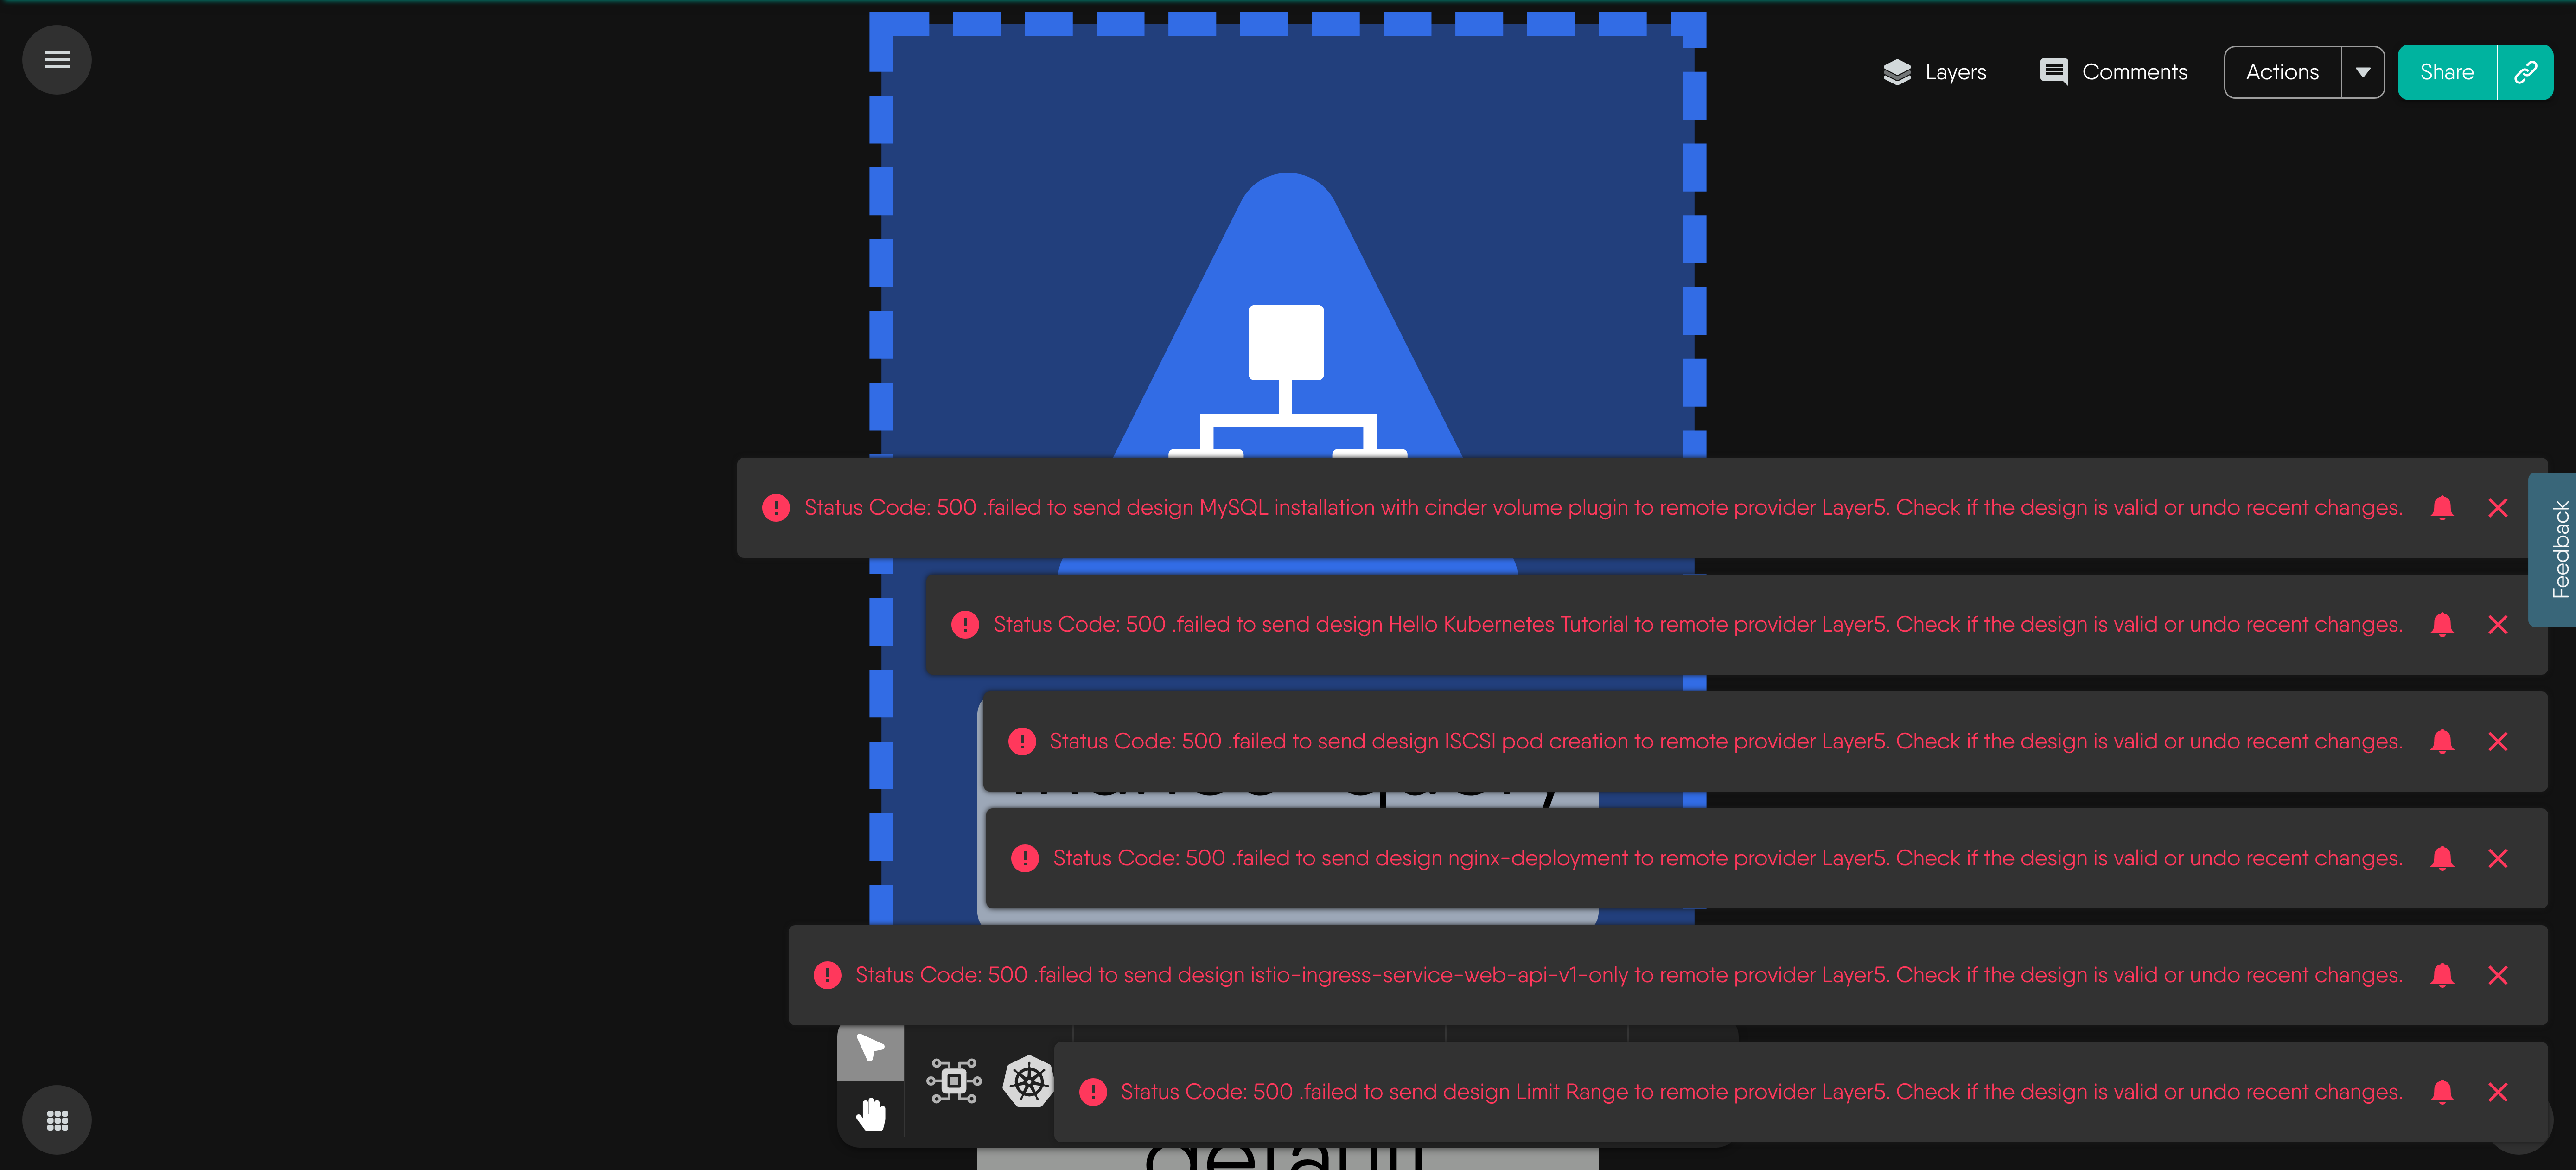 Layers
Comments
Actions
Share
Status Code: 500 .failed to send design MySQL installation with cinder volume plugin to remote provider Layer5. Check if the design is valid or undo recent changes.
Feedback
Status Code: 500 .failed to send design Hello Kubernetes Tutorial to remote provider Layer5. Check if the design is valid or undo recent changes.
Status Code: 500 .failed to send design ISCSI pod creation to remote provider Layer5. Check if the design is valid or undo recent changes.
Status Code: 500 .failed to send design nginx-deployment to remote provider Layer5. Check if the design is valid or undo recent changes.
Status Code: 500 .failed to send design istio-ingress-service-web-api-v1-only to remote provider Layer5. Check if the design is valid or undo recent changes.
Status Code: 500 .failed to send design Limit Range to remote provider Layer5. Check if the design is valid or undo recent changes.
default